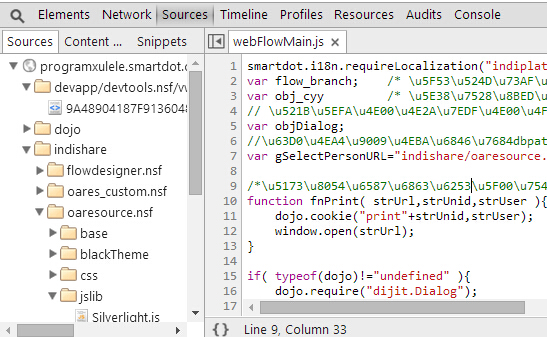 Elements Network Sources Timeline Profiles Resources Audits Console
Sources Content ... Snippets
webFlowMain.js ×
programxulele.smartdot.
devapp/devtools.nsf/
9A48904187F913604
dojo
indishare
flowdesigner.nsf
oares_custom.nsf
oaresource.nsf
base
blackTheme
css
jslib
Silverlight.js
1 smartdot.i18n.requireLocalization("indiplat
2 var flow_branch; /* \u5F53\u524D\u73AF\u
3 var obj_cyy /* \u5E38\u7528\u8BED\u
4 // \u521B\u5EFA\u4E00\u4E2A\u7EDF\u4E00\u4F
5 var objDialog;
6 //\u63D0\u4EA4\u9009\u4EBA\u6846\u7684dbpat
7 var gSelectPersonURL="indishare/oaresource.
8
9 /*\u5173\u8054\u6587\u6863\u6253\u5F00\u754
10 function fnPrint( strUrl,strUnid,strUser ){
11 dojo.cookie("print"+strUnid,strUser);
12 window.open(strUrl);
13 }
14
15 if( typeof(dojo)!="undefined" ){
16 dojo.require("dijit.Dialog");
17
{} Line 9, Column 33